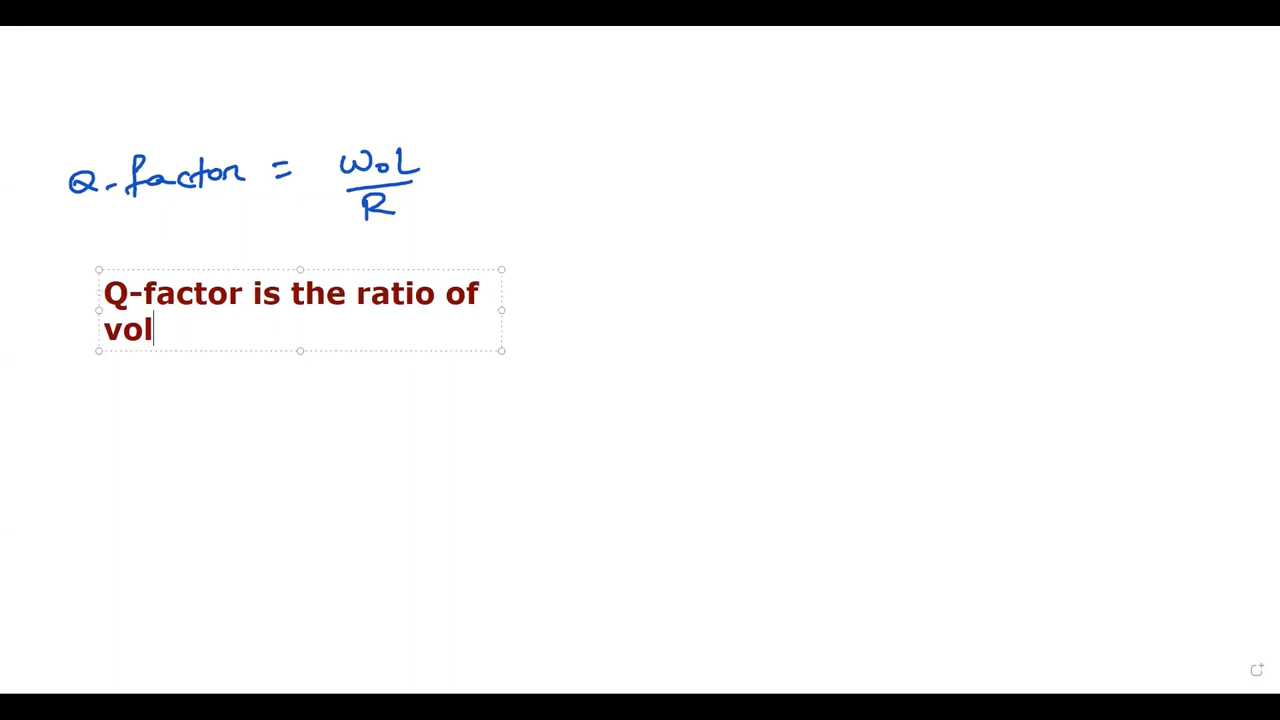 Q-factor = ω₀L / R
Q-factor is the ratio of
vol